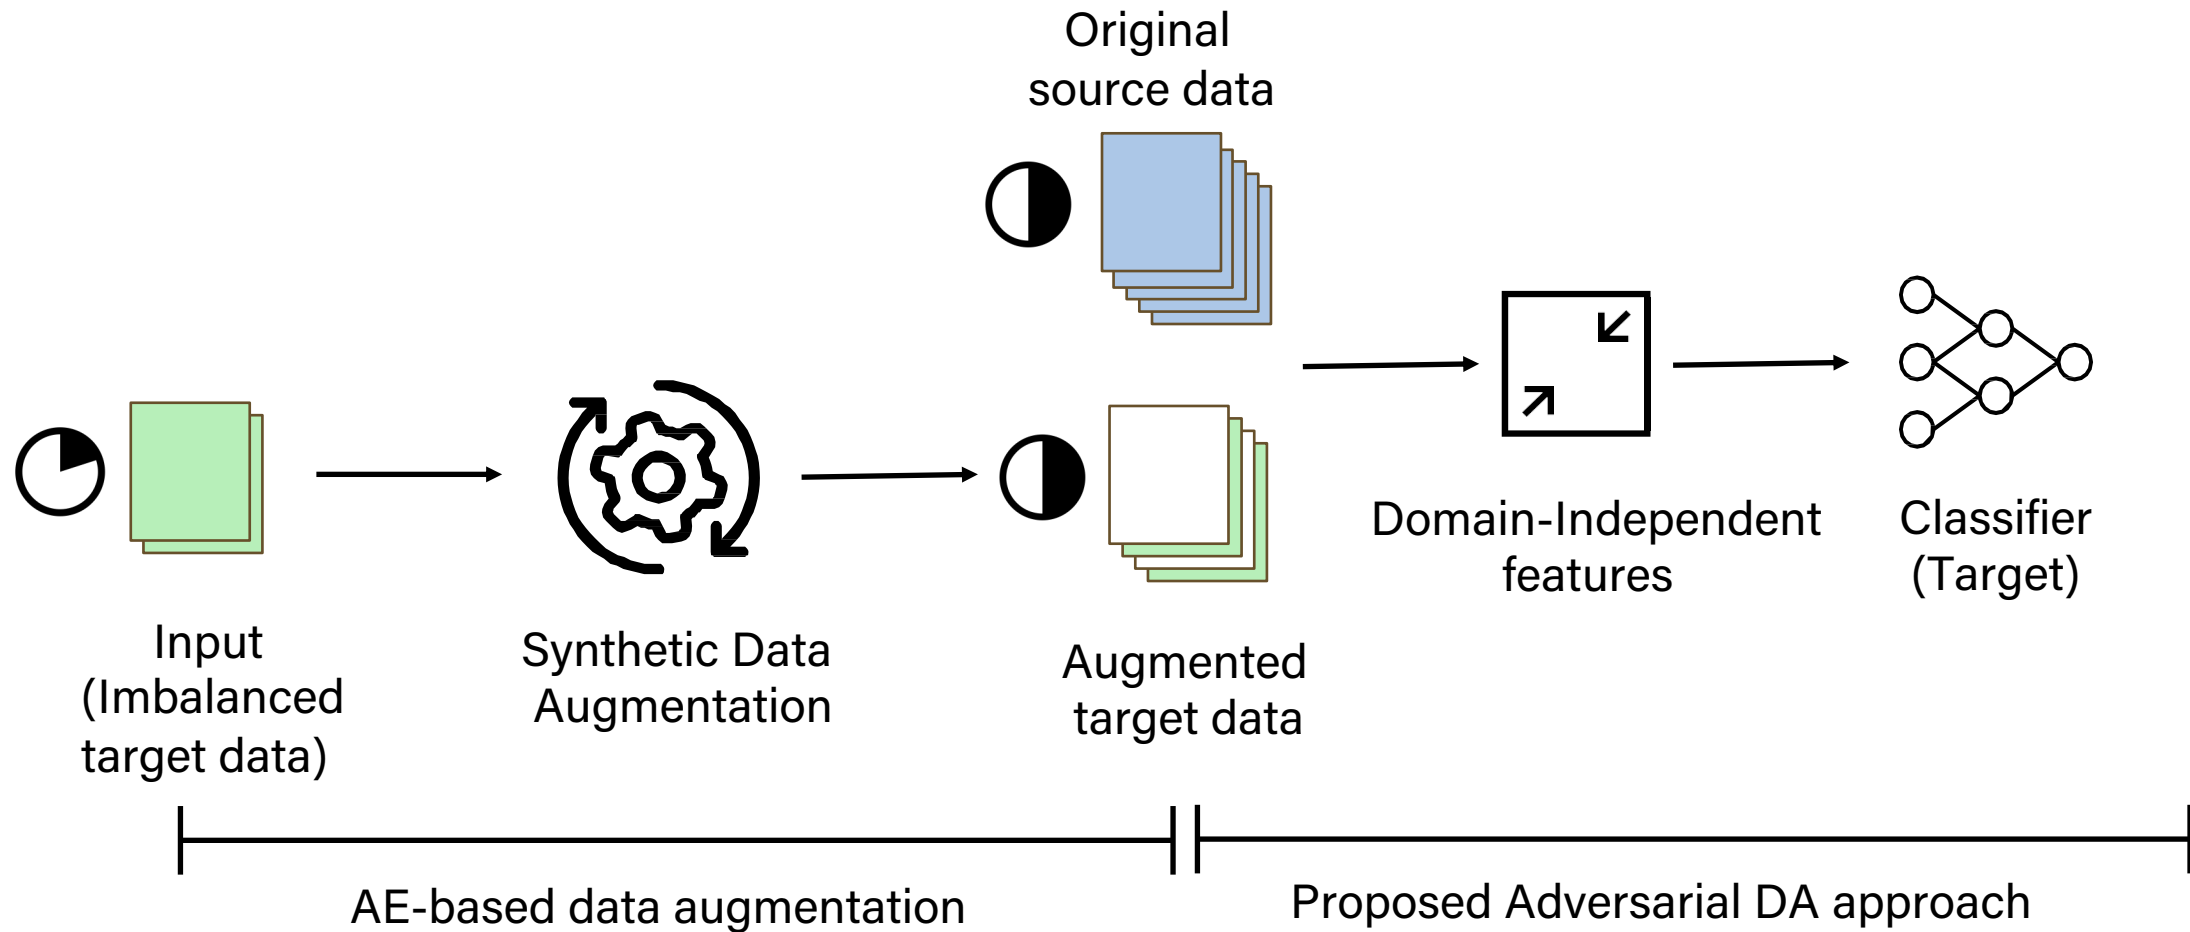 Original
source data
Input
(Imbalanced
target data)
Synthetic Data
Augmentation
Augmented
target data
Domain-Independent
features
Classifier
(Target)
AE-based data augmentation
Proposed Adversarial DA approach